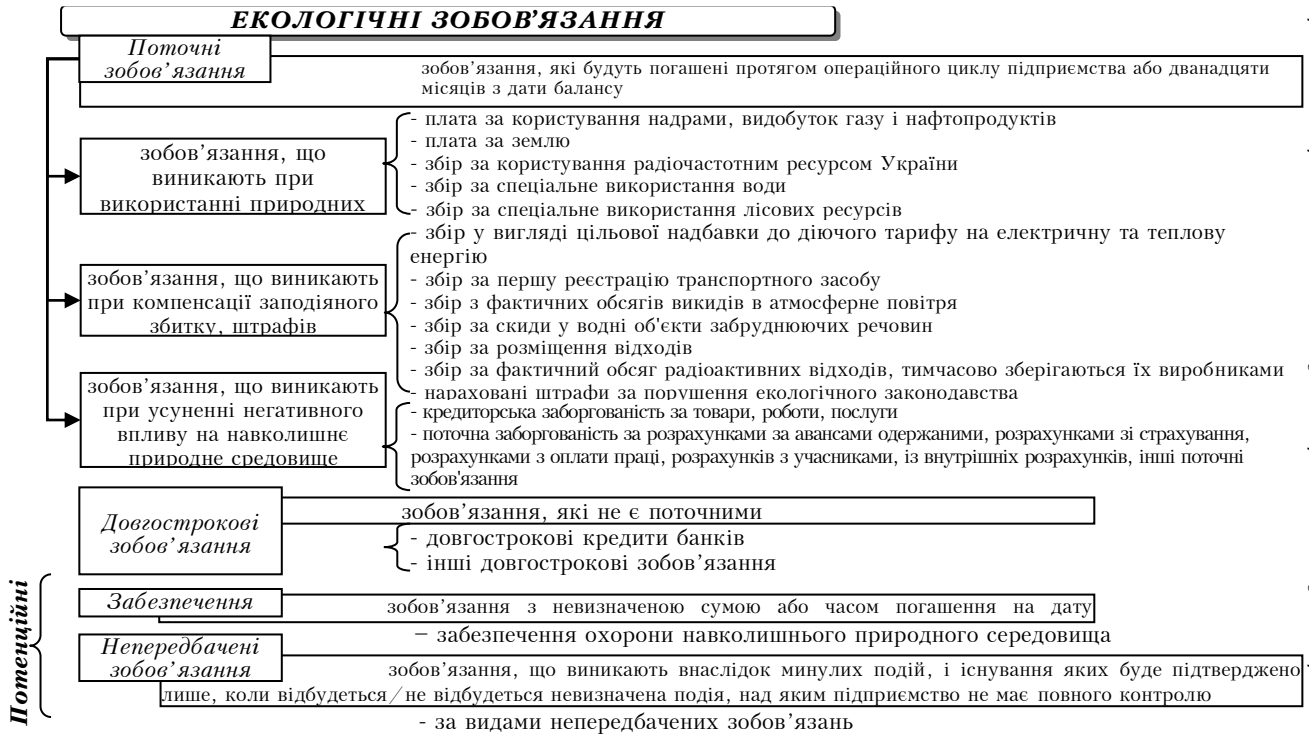 ЕКОЛОГІЧНІ ЗОБОВ'ЯЗАННЯ
Поточні
зобов'язання
зобов'язання, які будуть погашені протягом операційного циклу підприємства або дванадцяти
місяців з дати балансу
зобов'язання, що
виникають при
використанні природних
- плата за користування надрами, видобуток газу і нафтопродуктів
- плата за землю
- збір за користування радіочастотним ресурсом України
- збір за спеціальне використання води
- збір за спеціальне використання лісових ресурсів
зобов'язання, що виникають
при компенсації заподіяного
збитку, штрафів
- збір у вигляді цільової надбавки до діючого тарифу на електричну та теплову
енергію
- збір за першу реєстрацію транспортного засобу
- збір з фактичних обсягів викидів в атмосферне повітря
- збір за скиди у водні об'єкти забруднюючих речовин
- збір за розміщення відходів
- збір за фактичний обсяг радіоактивних відходів, тимчасово зберігаються їх виробниками
- нараховані штрафи за порушення екологічного законодавства
зобов'язання, що виникають
при усуненні негативного
впливу на навколишнє
природне средовище
- кредиторська заборгованість за товари, роботи, послуги
- поточна заборгованість за розрахунками за авансами одержаними, розрахунками зі страхування,
розрахунками з оплати праці, розрахунків з учасниками, із внутрішніх розрахунків, інші поточні
зобов'язання
Довгострокові
зобов'язання
зобов'язання, які не є поточними
- довгострокові кредити банків
- інші довгострокові зобов'язання
Потенційні
Забезпечення
зобов'язання з невизначеною сумою або часом погашення на дату
– забезпечення охорони навколишнього природного середовища
Непередбачені
зобов'язання
зобов'язання, що виникають внаслідок минулих подій, і існування яких буде підтверджено
лише, коли відбудеться/не відбудеться невизначена подія, над яким підприємство не має повного контролю
- за видами непередбачених зобов'язань